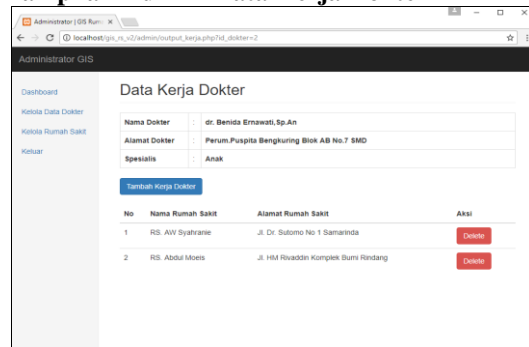 Administrator | GIS Rum
localhost/gis_rs_v2/admin/output_kerja.php?id_dokter=2
Administrator GIS
Dashboard
Kelola Data Dokter
Kelola Rumah Sakit
Keluar
Data Kerja Dokter
Nama Dokter : dr. Benida Ernawati,Sp.An
Alamat Dokter : Perum.Puspita Bengkuring Blok AB No.7 SMD
Spesialis : Anak
Tambah Kerja Dokter
No Nama Rumah Sakit Alamat Rumah Sakit Aksi
1 RS. AW Syahranie Jl. Dr. Sutomo No 1 Samarinda Delete
2 RS. Abdul Moeis Jl. HM Rivaddin Komplek Bumi Rindang Delete